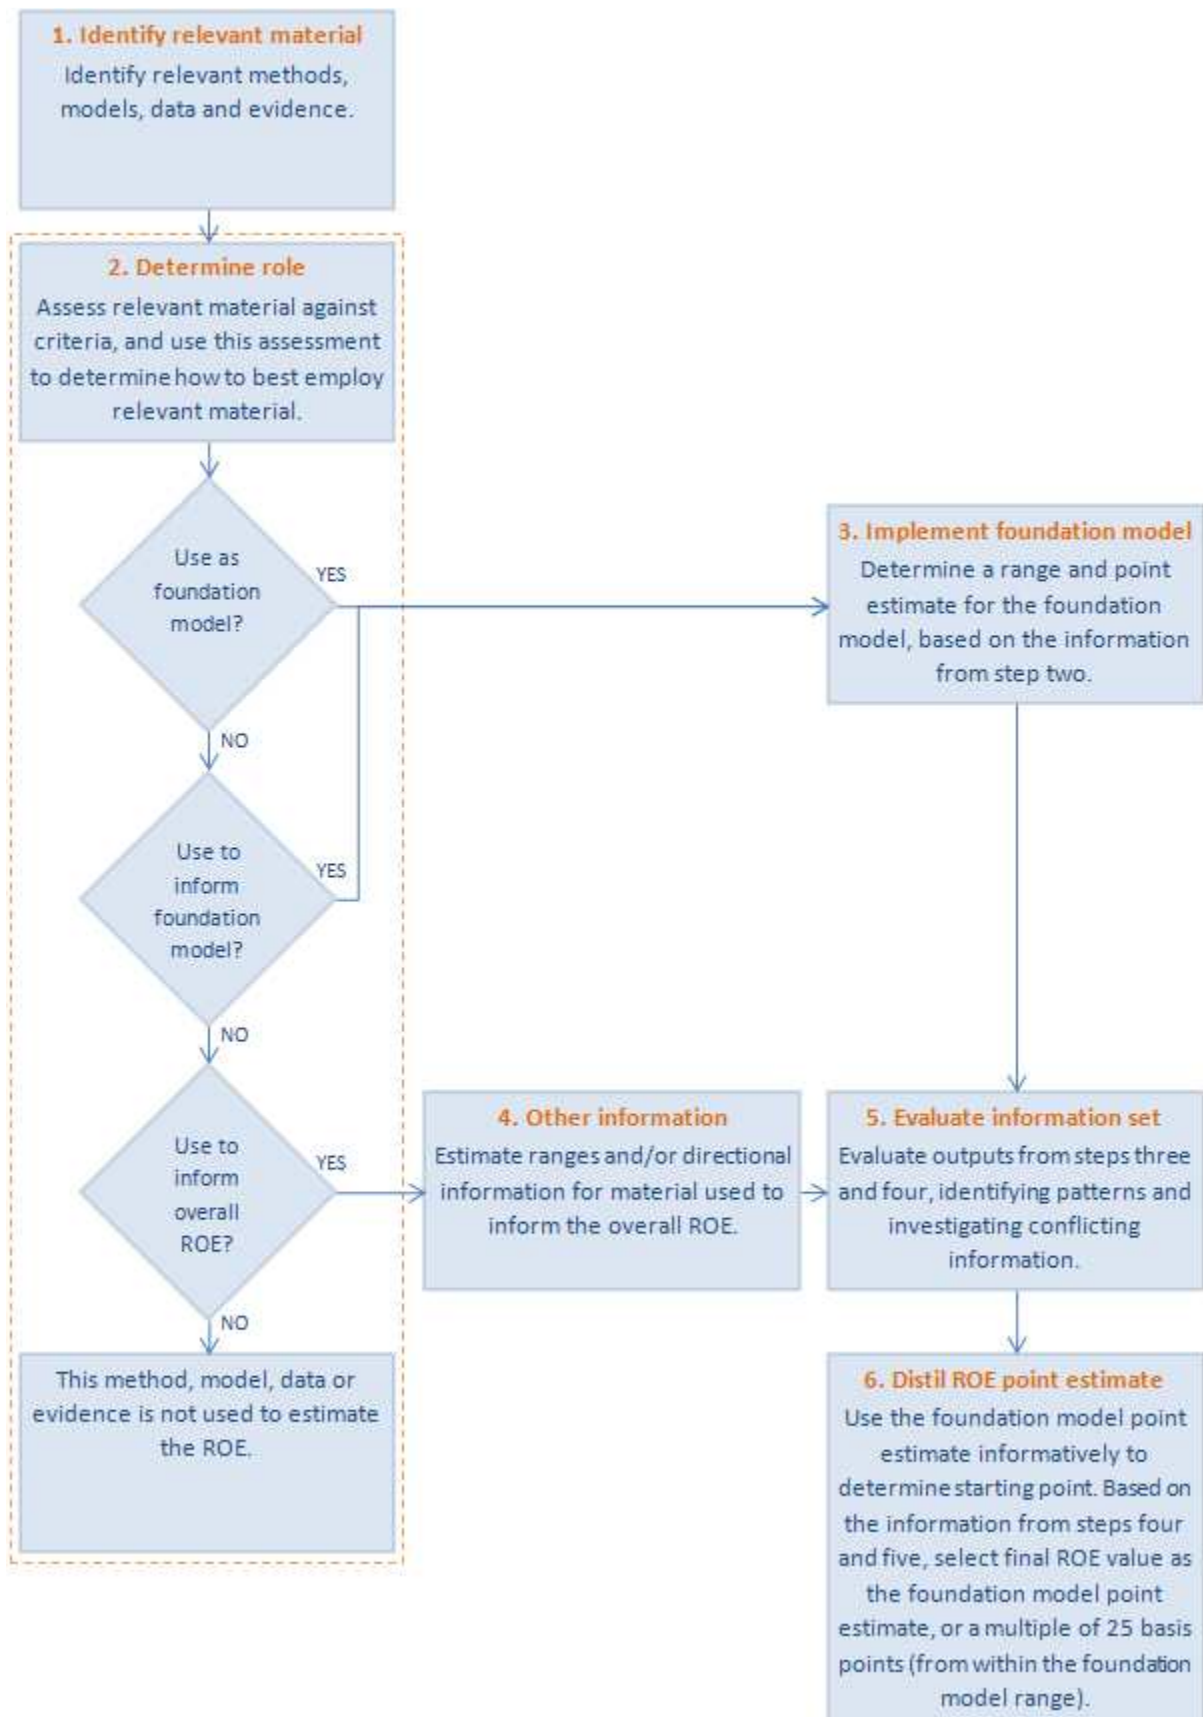 1. Identify relevant material
Identify relevant methods,
models, data and evidence.
2. Determine role
Assess relevant material against
criteria, and use this assessment
to determine how to best employ
relevant material.
Use as
foundation
model?
YES
NO
3. Implement foundation model
Determine a range and point
estimate for the foundation
model, based on the information
from step two.
Use to
inform
foundation
model?
YES
NO
Use to
inform
overall
ROE?
YES
NO
4. Other information
Estimate ranges and/or directional
information for material used to
inform the overall ROE.
5. Evaluate information set
Evaluate outputs from steps three
and four, identifying patterns and
investigating conflicting
information.
This method, model, data or
evidence is not used to estimate
the ROE.
6. Distil ROE point estimate
Use the foundation model point
estimate informatively to
determine starting point. Based on
the information from steps four
and five, select final ROE value as
the foundation model point
estimate, or a multiple of 25 basis
points (from within the foundation
model range).